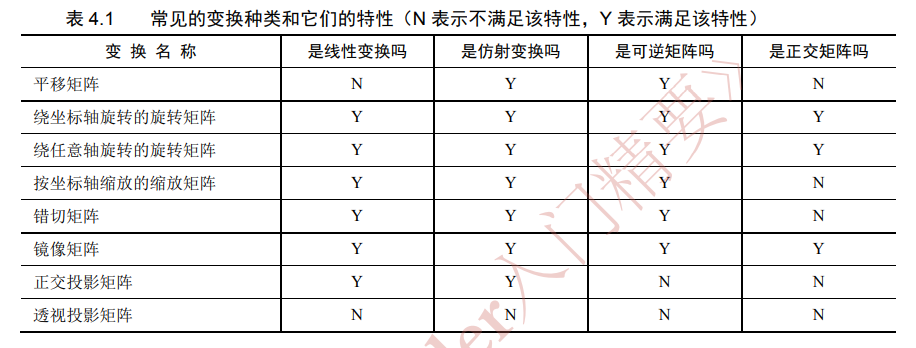 表 4.1 常见的变换种类和它们的特性（N 表示不满足该特性，Y 表示满足该特性）
变 换 名 称 是线性变换吗 是仿射变换吗 是可逆矩阵吗 是正交矩阵吗
平移矩阵 N Y Y N
绕坐标轴旋转的旋转矩阵 Y Y Y Y
绕任意轴旋转的旋转矩阵 Y Y Y Y
按坐标轴缩放的缩放矩阵 Y Y Y N
错切矩阵 Y Y Y N
镜像矩阵 Y Y Y Y
正交投影矩阵 Y Y N N
透视投影矩阵 N N N N
der入门精要》